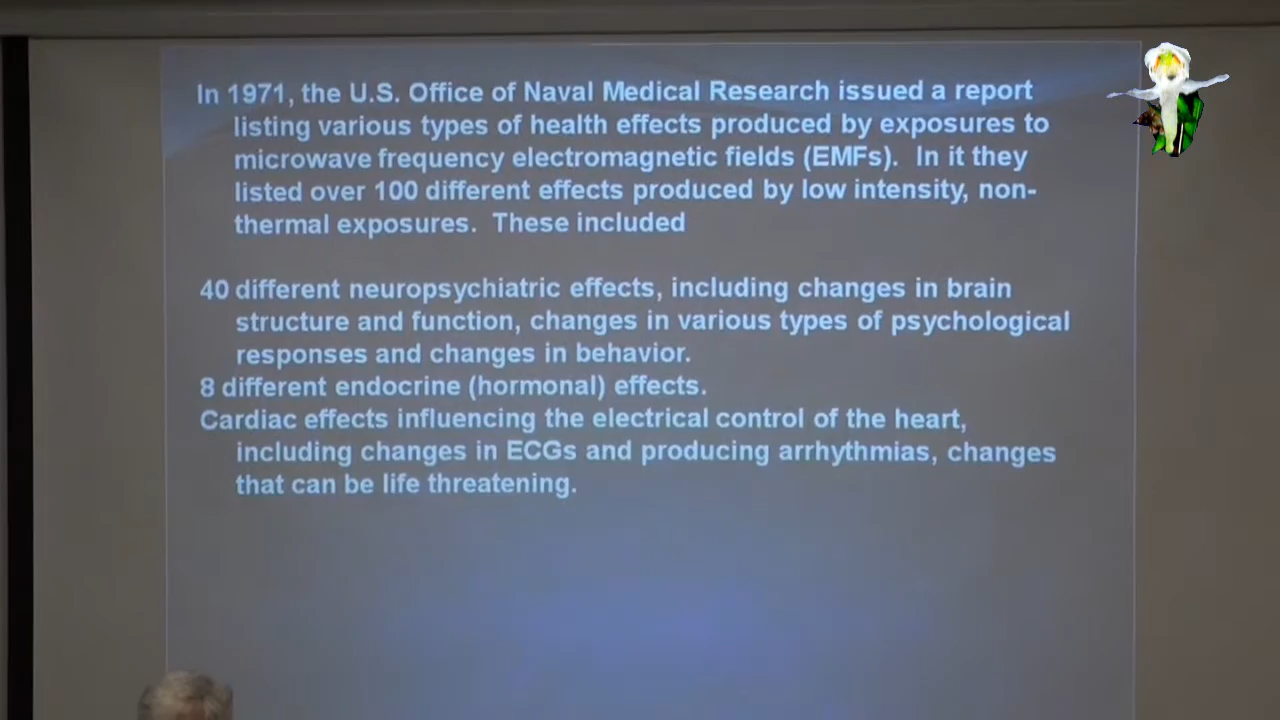 In 1971, the U.S. Office of Naval Medical Research issued a report
listing various types of health effects produced by exposures to
microwave frequency electromagnetic fields (EMFs). In it they
listed over 100 different effects produced by low intensity, non-
thermal exposures. These included
40 different neuropsychiatric effects, including changes in brain
structure and function, changes in various types of psychological
responses and changes in behavior.
8 different endocrine (hormonal) effects.
Cardiac effects influencing the electrical control of the heart,
including changes in ECGs and producing arrhythmias, changes
that can be life threatening.